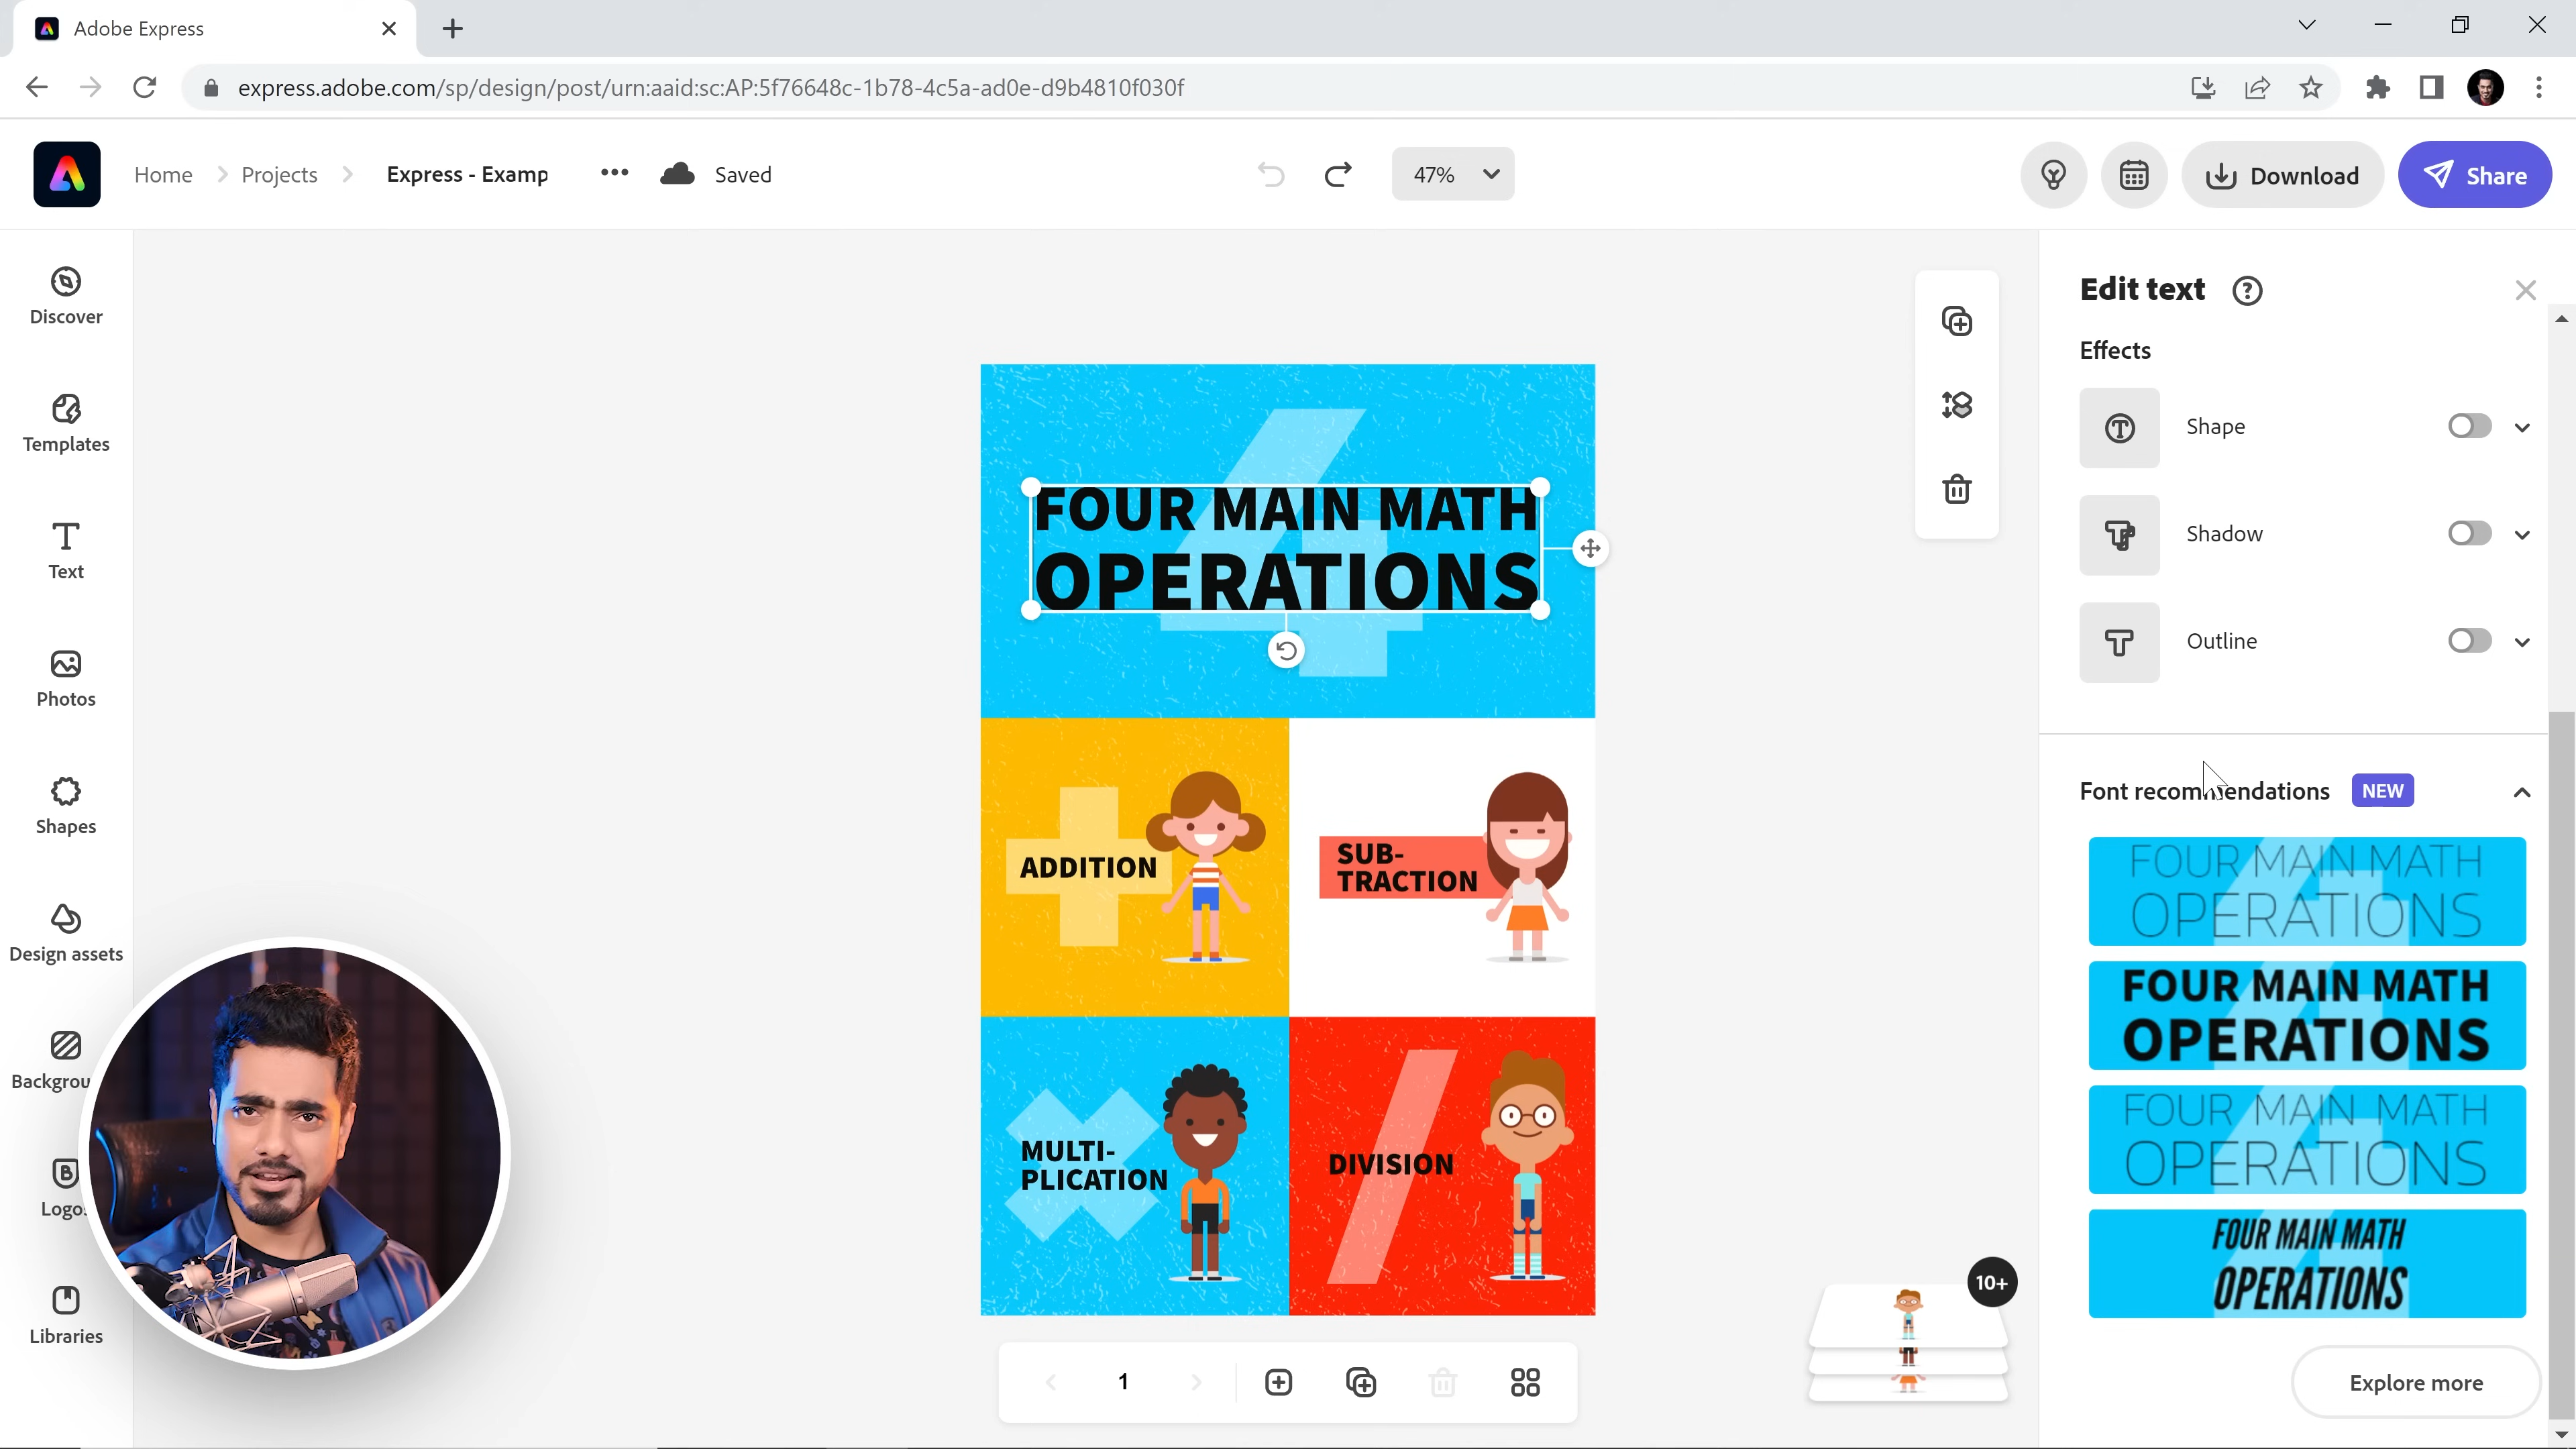 Adobe Express
express.adobe.com/sp/design/post/urn:aaid:sc:AP:5f76648c-1b78-4c5a-ad0e-d9b4810f030f
Home
Projects
Express - Examp
Saved
47%
Download
Share
Discover
Templates
Text
Photos
Shapes
Design assets
Backgrou
Logos
Libraries
4
FOUR MAIN MATH
OPERATIONS
ADDITION
SUB-
TRACTION
MULTI-
PLICATION
DIVISION
1
10+
Edit text
Effects
Shape
Shadow
Outline
Font recommendations NEW
FOUR MAIN MATH
OPERATIONS
FOUR MAIN MATH
OPERATIONS
FOUR MAIN MATH
OPERATIONS
FOUR MAIN MATH
OPERATIONS
Explore more